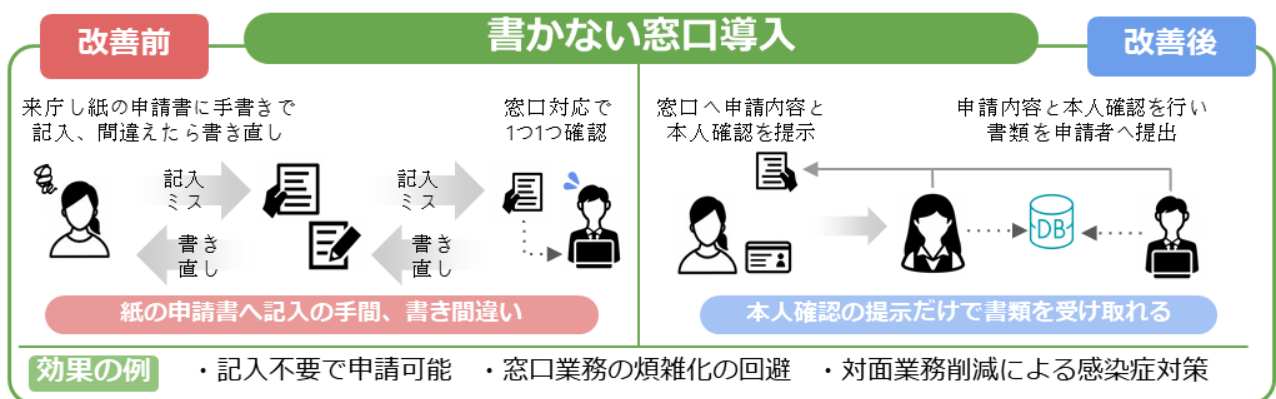 書かない窓口導入
改善前
来庁し紙の申請書に手書きで
記入、間違えたら書き直し
窓口対応で
1つ1つ確認
記入
ミス
書き
直し
記入
ミス
書き
直し
紙の申請書へ記入の手間、書き間違い
改善後
窓口へ申請内容と
本人確認を提示
申請内容と本人確認を行い
書類を申請者へ提出
DB
本人確認の提示だけで書類を受け取れる
効果の例
・記入不要で申請可能 ・窓口業務の煩雑化の回避 ・対面業務削減による感染症対策